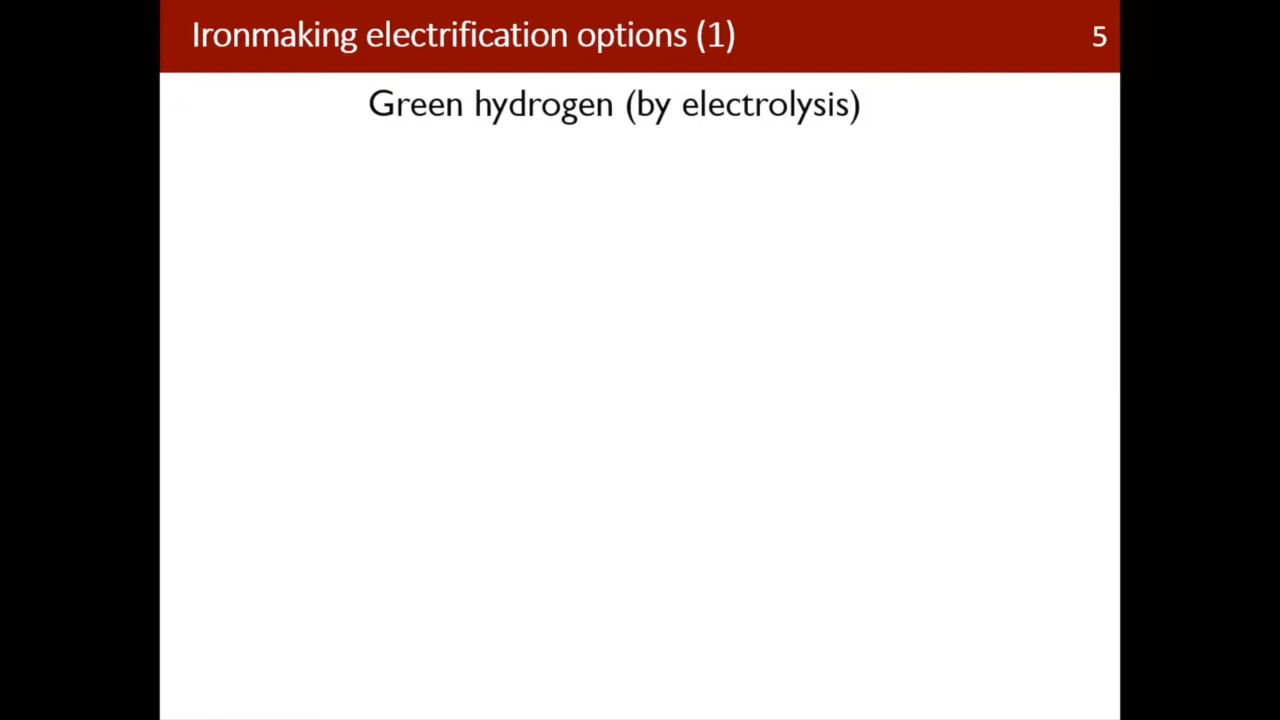 Ironmaking electrification options (1)
5
Green hydrogen (by electrolysis)